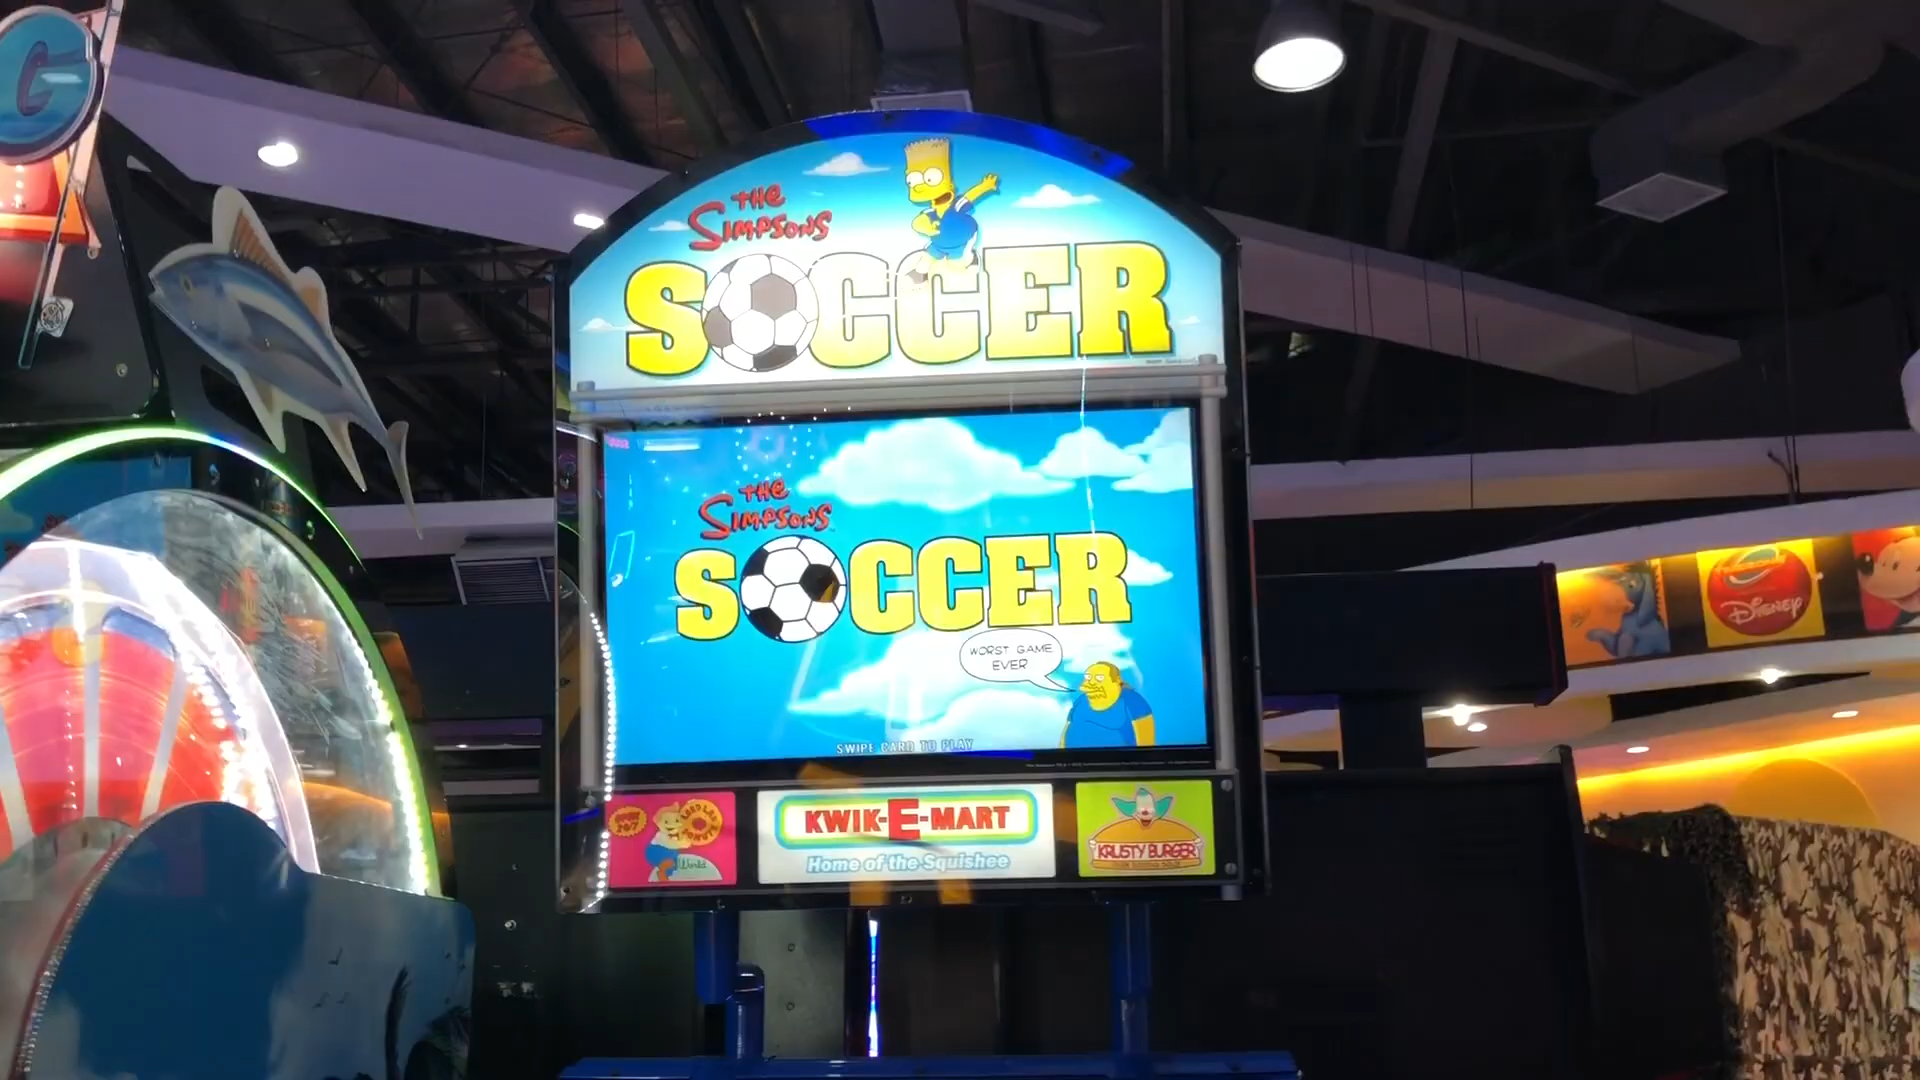 THE
SIMPSONS
SOCCER
THE
SIMPSONS
SOCCER
WORST GAME
EVER
SWIPE CARD TO PLAY
KWIK-E-MART
Home of the Squishee
KRUSTY BURGER
DISNEY
G